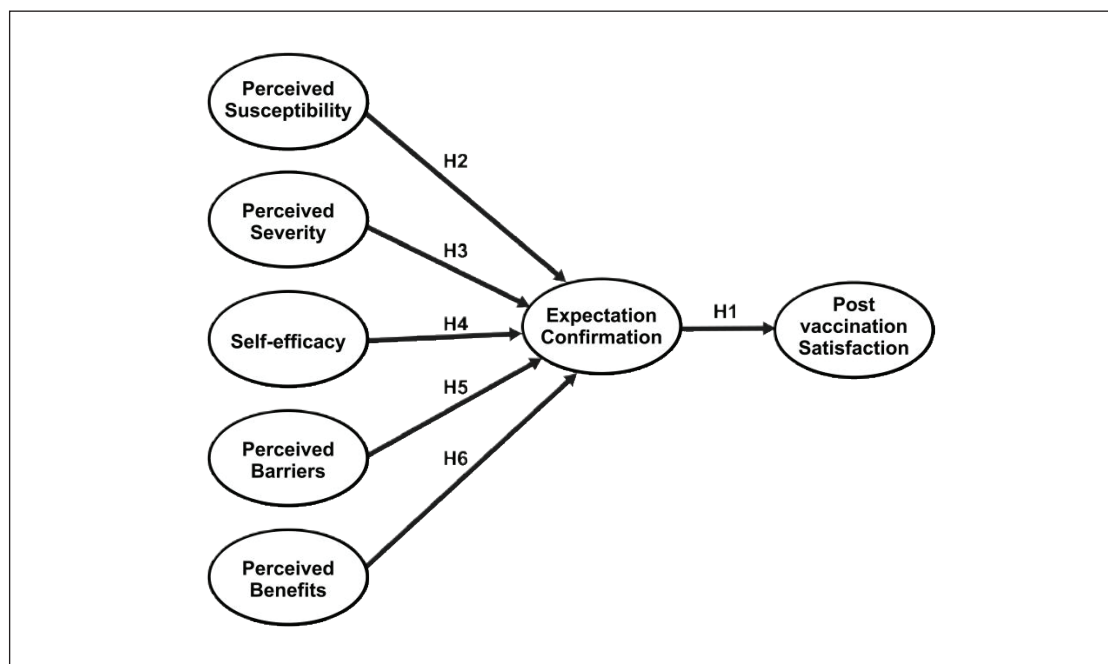 Perceived
Susceptibility
H2
Perceived
Severity
H3
Self-efficacy
H4
Perceived
Barriers
H5
Perceived
Benefits
H6
Expectation
Confirmation
H1
Post
vaccination
Satisfaction